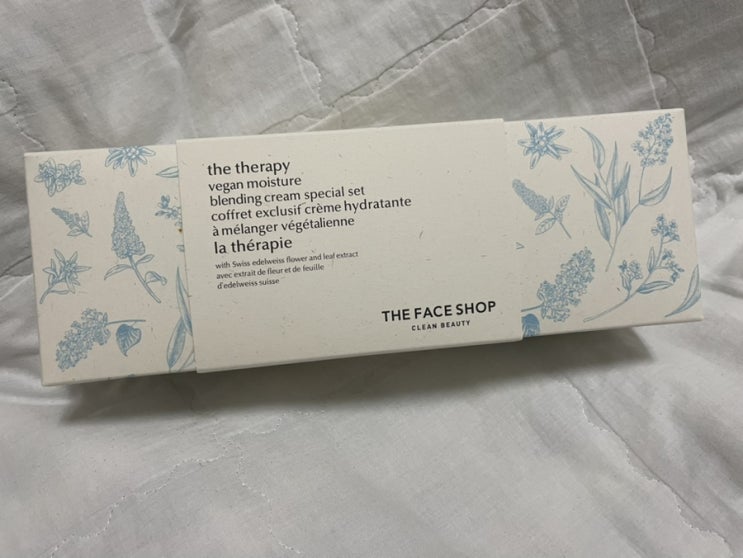 the therapy
vegan moisture
blending cream special set
coffret exclusif crème hydratante
à mélanger végétalienne
la thérapie
with Swiss edelweiss flower and leaf extract
avec extrait de fleur et de feuille
d'edelweiss suisse
THE FACE SHOP
CLEAN BEAUTY